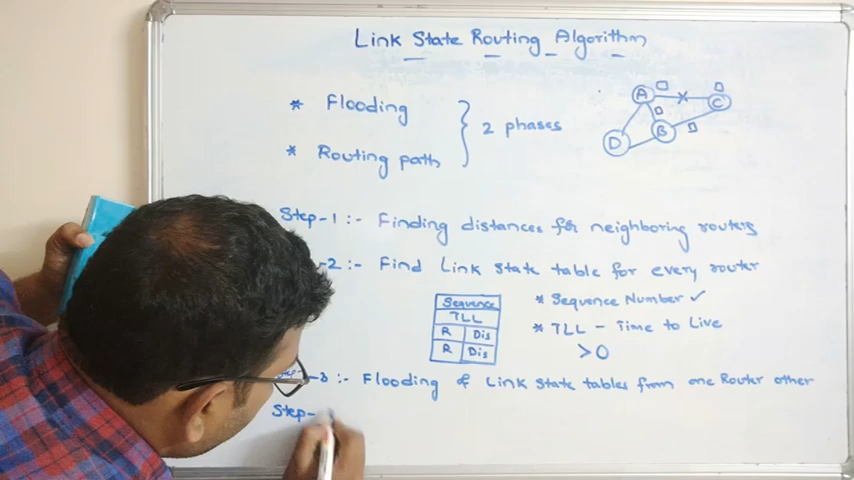 Link State Routing Algorithm
* Flooding
* Routing path
2 phases
A
C
B
D
Step-1 :- Finding distances for neighboring routers
-2 :- Find Link State table for every router
Sequence
TLL
R Dis
R Dis
* Sequence Number ✓
* TLL - Time to Live
>0
Step-3 :- Flooding of Link State tables from one Router other
Step-